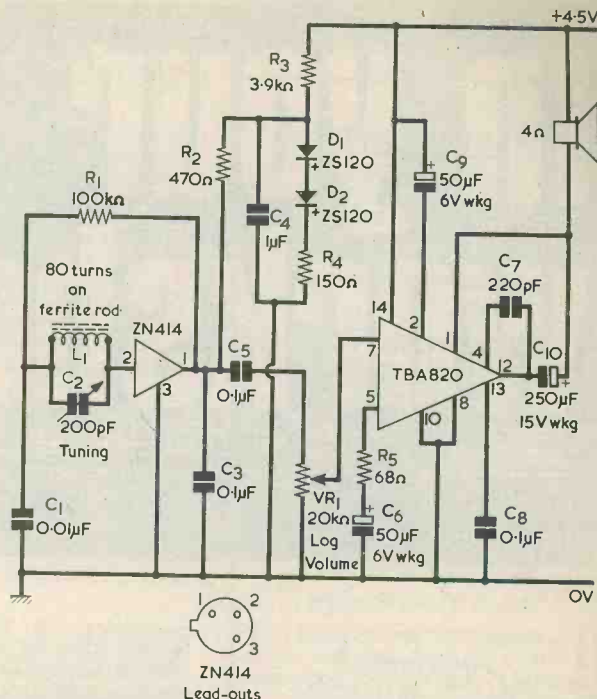 +4·5V
R3
3.9kΩ
R2
470Ω
D1
ZS120
D2
ZS120
C4
1µF
R4
150Ω
C9
50µF
6V wkg
4Ω
R1
100kΩ
80 turns
on
ferrite rod
L1
C2
200pF
Tuning
ZN414
2
1
3
C5
0·1µF
C1
0·01µF
C3
0·1µF
VR1
20kΩ
Log
Volume
14
7
2
1
4
12
13
5
10
8
TBA820
C7
220pF
C10
250µF
15V wkg
R5
68Ω
C6
50µF
6V wkg
C8
0·1µF
0V
1
2
3
ZN414
Lead-outs